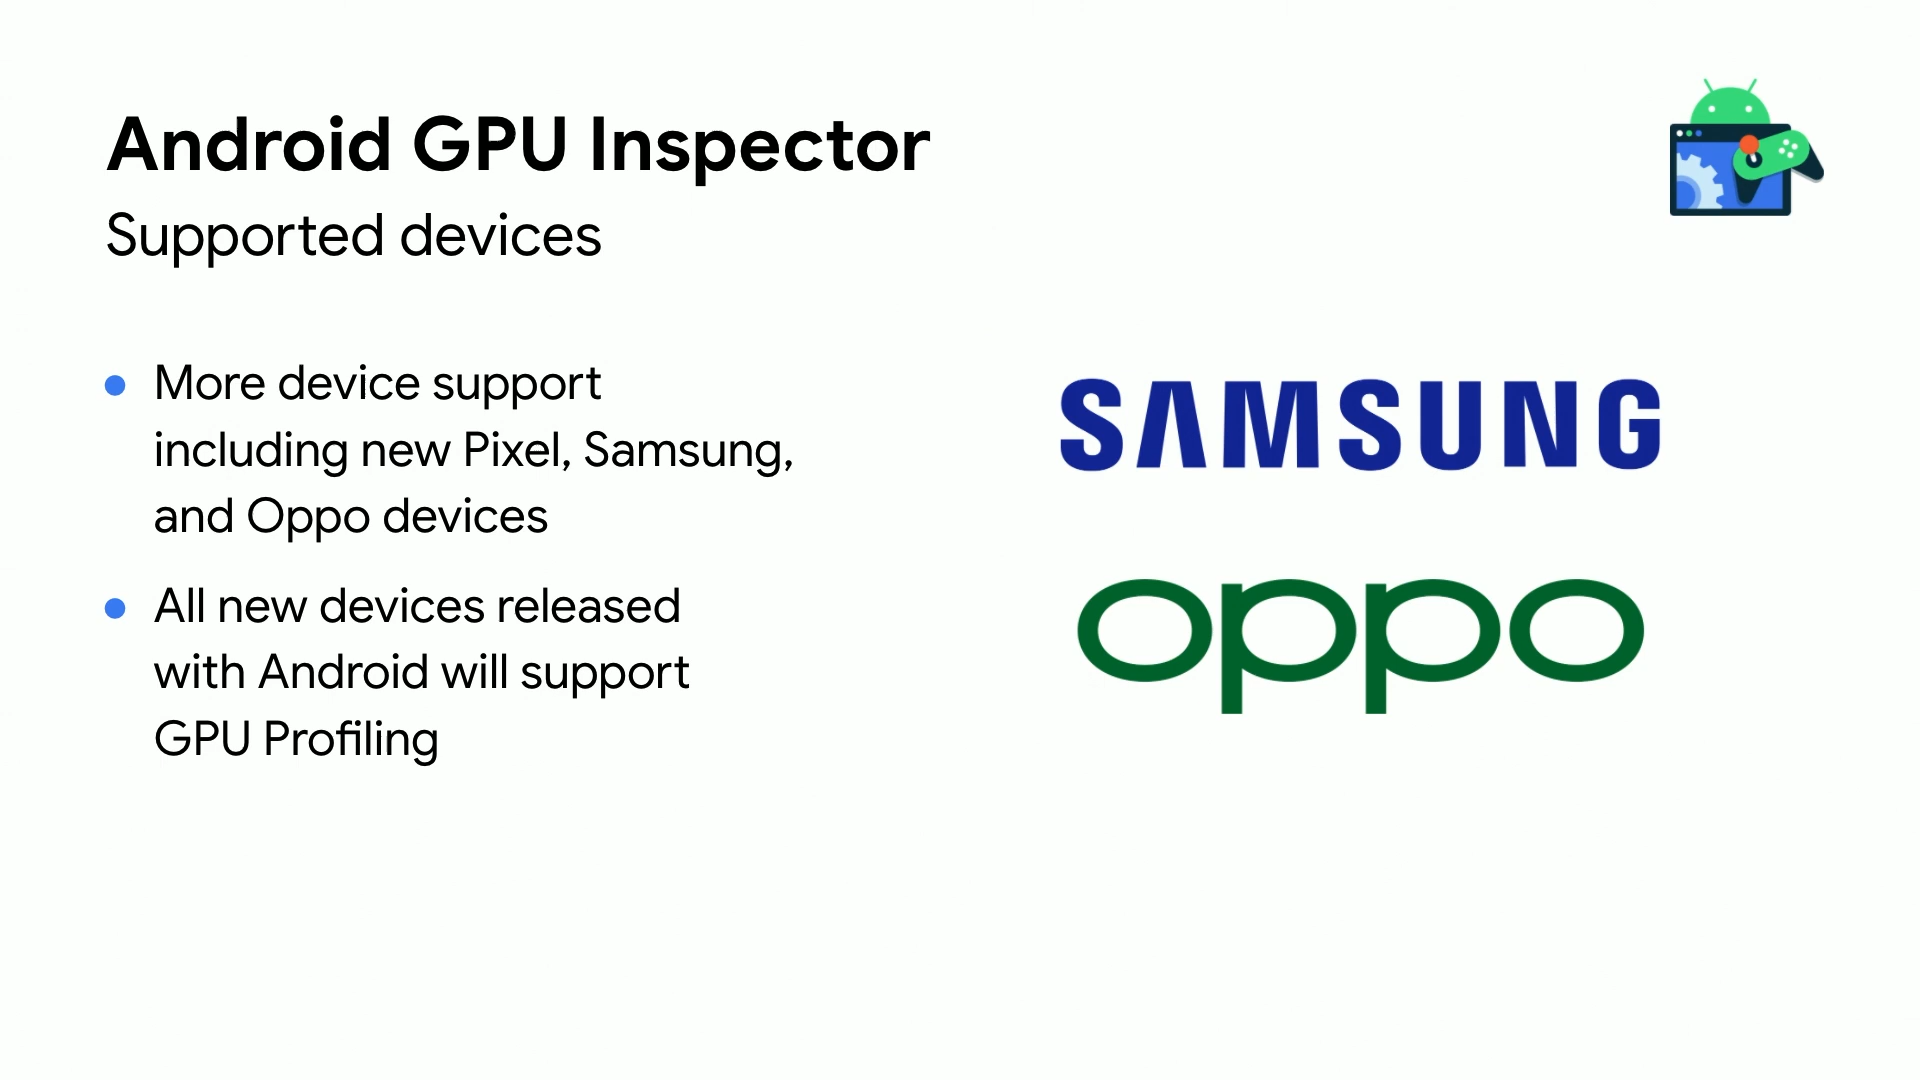 Android GPU Inspector
Supported devices
More device support
including new Pixel, Samsung,
and Oppo devices
All new devices released
with Android will support
GPU Profiling
SAMSUNG
oppo